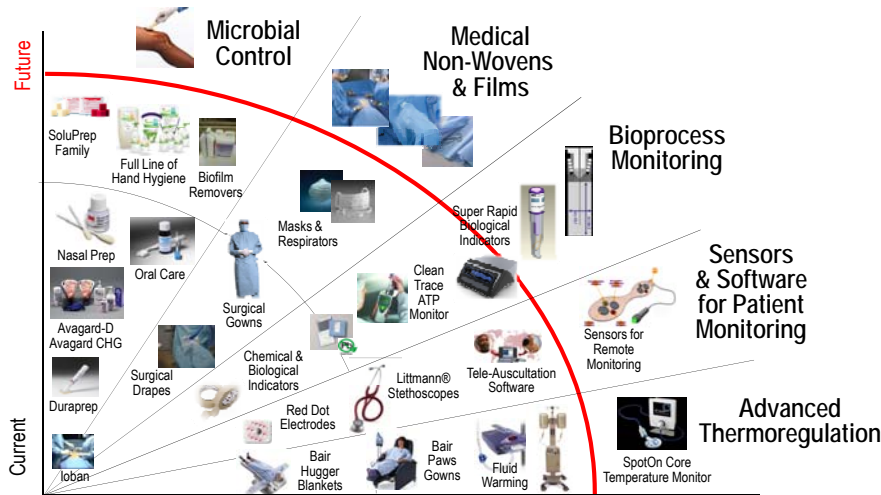 Microbial
Control
Medical
Non-Wovens
& Films
Future
SoluPrep
Family
Full Line of
Hand Hygiene
Biofilm
Removers
Bioprocess
Monitoring
Masks &
Respirators
Super Rapid
Biological
Indicators
Nasal Prep
Oral Care
Surgical
Gowns
Clean
Trace
ATP
Monitor
Sensors
& Software
for Patient
Monitoring
Avagard-D
Avagard CHG
Sensors for
Remote
Monitoring
Surgical
Drapes
Chemical &
Biological
Indicators
Littmann®
Stethoscopes
Tele-Auscultation
Software
Duraprep
Red Dot
Electrodes
Advanced
Thermoregulation
Current
Ioban
Bair
Hugger
Blankets
Bair
Paws
Gowns
Fluid
Warming
SpotOn Core
Temperature Monitor